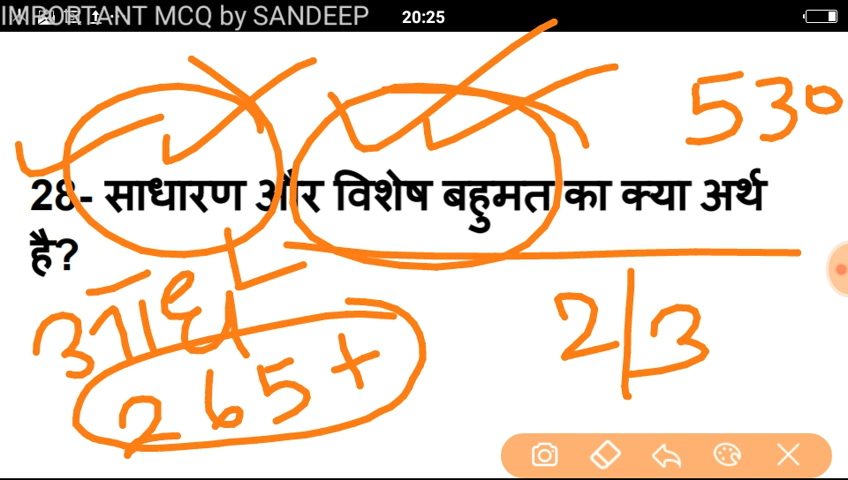 IMPORTANT MCQ by SANDEEP 20:25
530
28- साधारण और विशेष बहुमत का क्या अर्थ
है?
आधा
265+
2/3